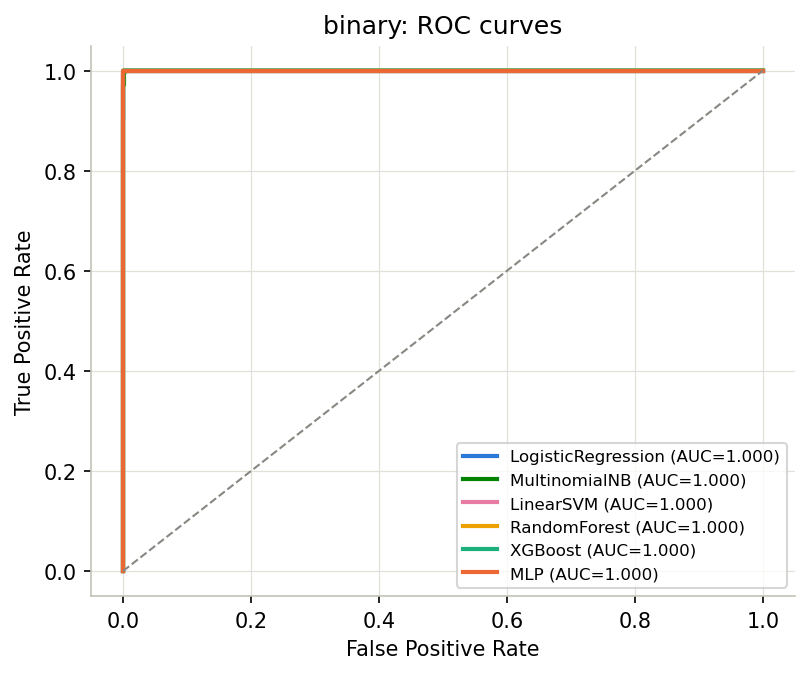 binary: ROC curves
True Positive Rate
1.0
0.8
0.6
0.4
0.2
0.0
LogisticRegression (AUC=1.000)
MultinomialNB (AUC=1.000)
LinearSVM (AUC=1.000)
RandomForest (AUC=1.000)
XGBoost (AUC=1.000)
MLP (AUC=1.000)
0.0 0.2 0.4 0.6 0.8 1.0
False Positive Rate